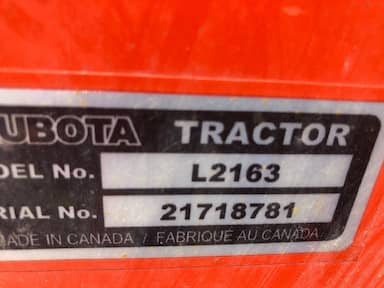 UBOTA TRACTOR
DEL No. L2163
RIAL No. 21718781
ADE IN CANADA / FABRIQUE AU CANADA